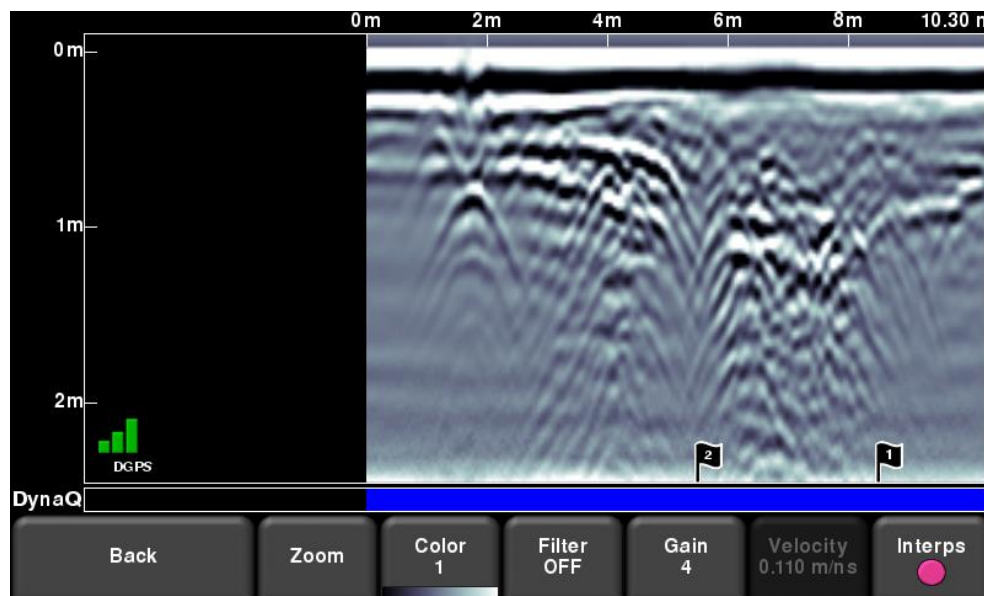 0m 2m 4m 6m 8m 10.30 m
0m
1m
2m
DGPS
2 1
DynaQ
Back Zoom Color 1 Filter OFF Gain 4 Velocity 0.110 m/ns Interps